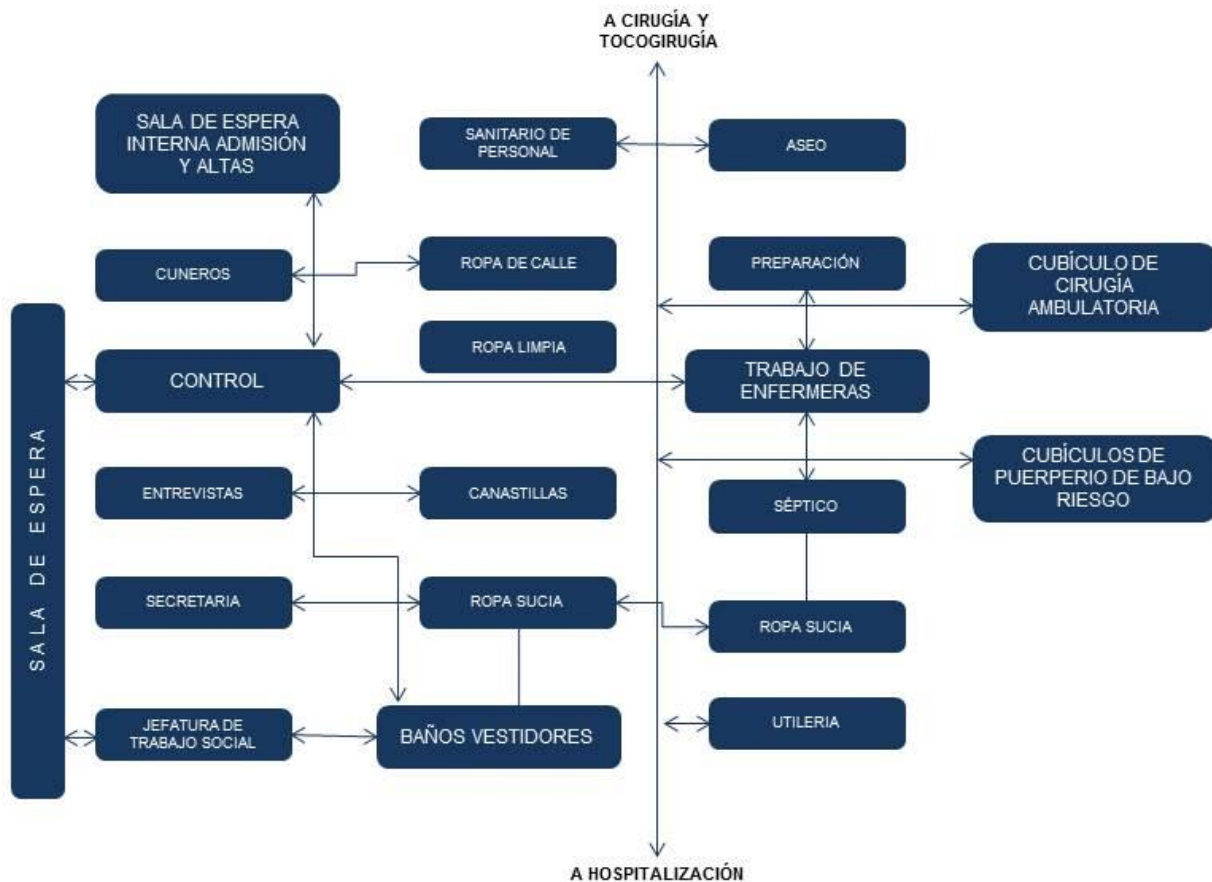 A CIRUGÍA Y
TOCOGIRUGÍA
SALA DE ESPERA
INTERNA ADMISIÓN
Y ALTAS
SANITARIO DE
PERSONAL
ASEO
CUNEROS
ROPA DE CALLE
PREPARACIÓN
CUBÍCULO DE
CIRUGÍA
AMBULATORIA
ROPA LIMPIA
CONTROL
TRABAJO DE
ENFERMERAS
SALA DE ESPERA
ENTREVISTAS
CANASTILLAS
SÉPTICO
CUBÍCULOS DE
PUERPERIO DE BAJO
RIESGO
SECRETARIA
ROPA SUCIA
ROPA SUCIA
JEFATURA DE
TRABAJO SOCIAL
BAÑOS VESTIDORES
UTILERIA
A HOSPITALIZACIÓN